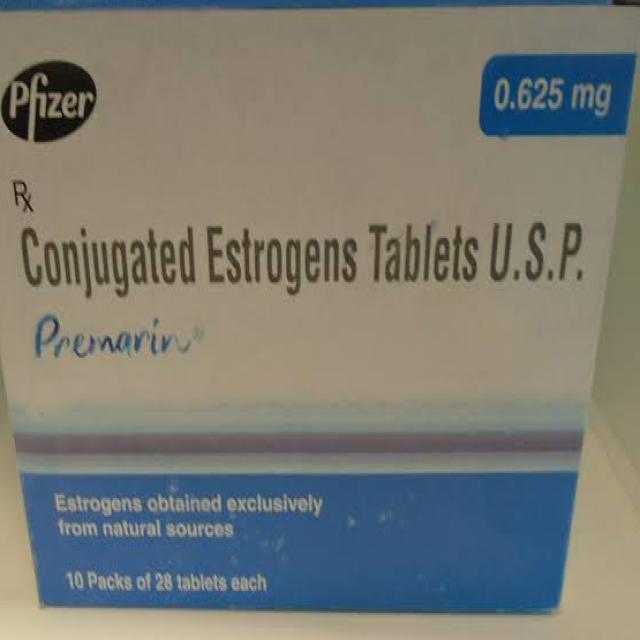 Pfizer
0.625 mg
Rx
Conjugated Estrogens Tablets U.S.P.
Premarin®
Estrogens obtained exclusively
from natural sources
10 Packs of 28 tablets each